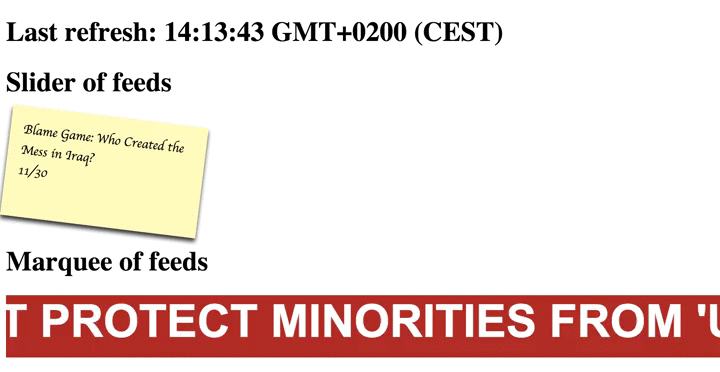 Last refresh: 14:13:43 GMT+0200 (CEST)
Slider of feeds
Blame Game: Who Created the
Mess in Iraq?
11/30
Marquee of feeds
T PROTECT MINORITIES FROM 'U